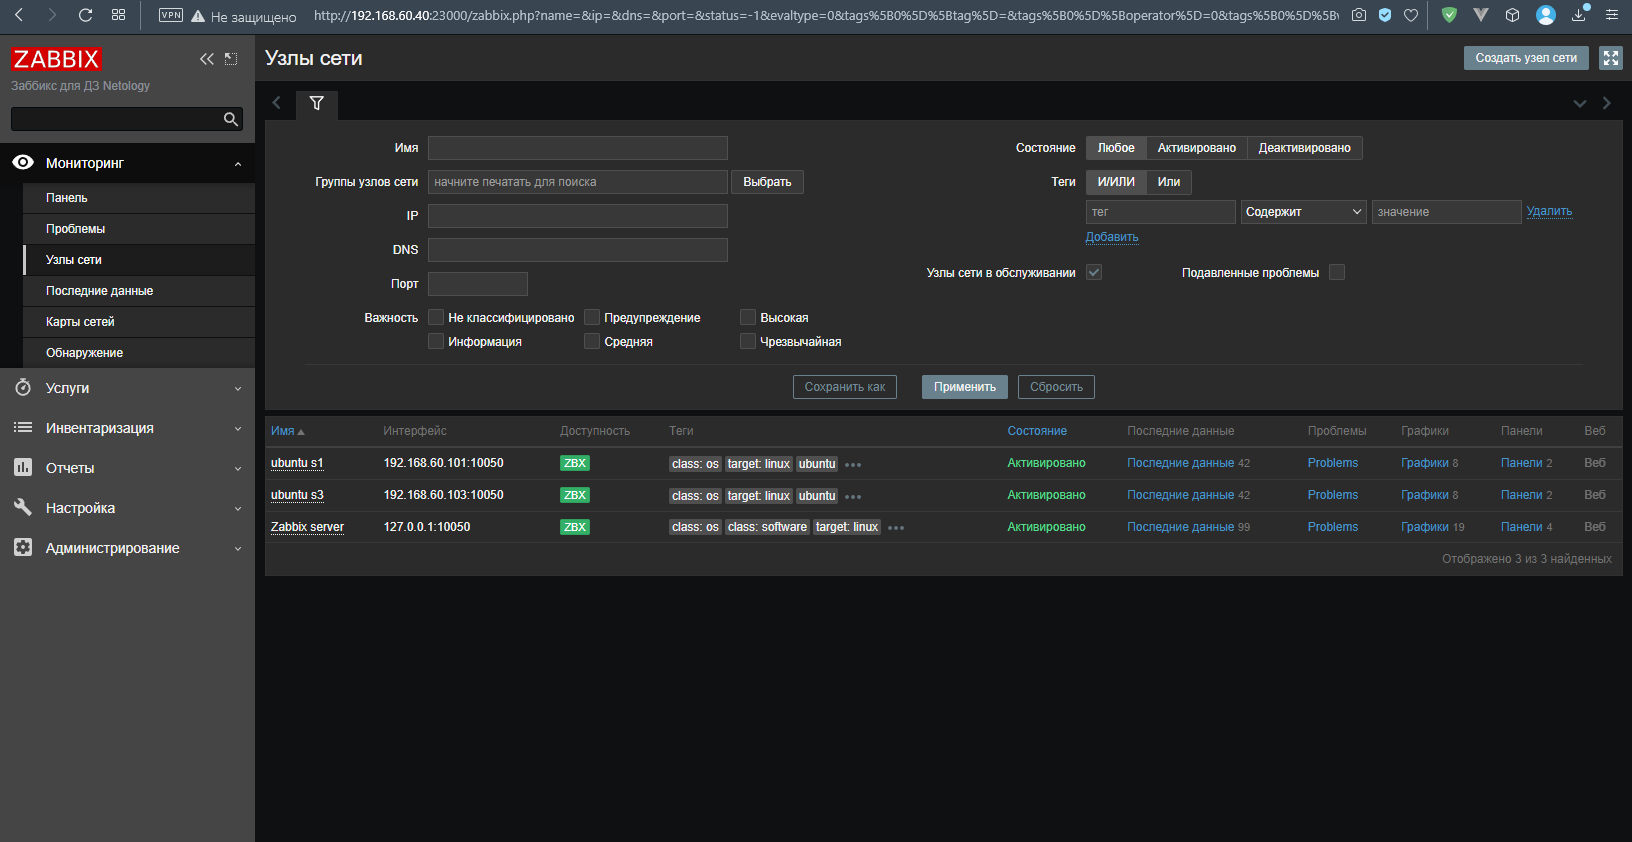 VPN Не защищено http://192.168.60.40:23000/zabbix.php?name=&ip=&dns=&port=&status=-1&evaltype=0&tags%5B0%5D%5Btag%5D=&tags%5B0%5D%5Boperator%5D=0&tags%5B0%5D%5Bv
ZABBIX
Заббикс для ДЗ Netology
Мониторинг
Панель
Проблемы
Узлы сети
Последние данные
Карты сетей
Обнаружение
Услуги
Инвентаризация
Отчеты
Настройка
Администрирование
Узлы сети
Создать узел сети
Имя
Группы узлов сети начните печатать для поиска Выбрать
IP
DNS
Порт
Важность Не классифицировано Предупреждение Высокая
Информация Средняя Чрезвычайная
Состояние Любое Активировано Деактивировано
Теги И/ИЛИ Или
тег Содержит значение Удалить
Добавить
Узлы сети в обслуживании Подавленные проблемы
Сохранить как Применить Сбросить
Имя Интерфейс Доступность Теги Состояние Последние данные Проблемы Графики Панели Веб
ubuntu s1 192.168.60.101:10050 ZBX class: os target: linux ubuntu ••• Активировано Последние данные 42 Problems Графики 8 Панели 2 Веб
ubuntu s3 192.168.60.103:10050 ZBX class: os target: linux ubuntu ••• Активировано Последние данные 42 Problems Графики 8 Панели 2 Веб
Zabbix server 127.0.0.1:10050 ZBX class: os class: software target: linux ••• Активировано Последние данные 99 Problems Графики 19 Панели 4 Веб
Отображено 3 из 3 найденных